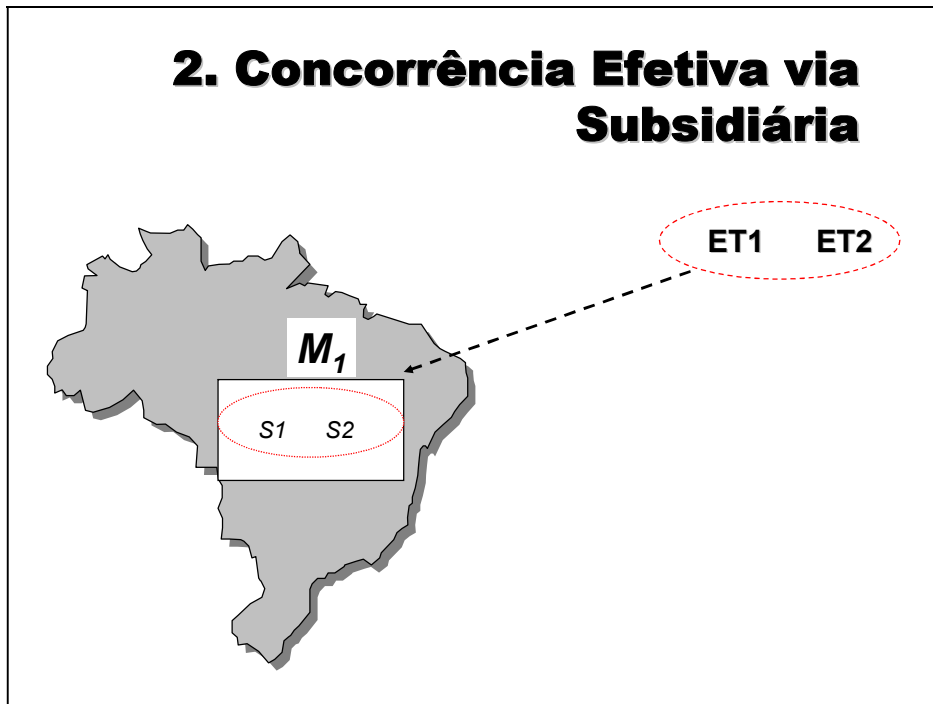 2. Concorrência Efetiva via
Subsidiária
ET1 ET2
M₁
S1 S2